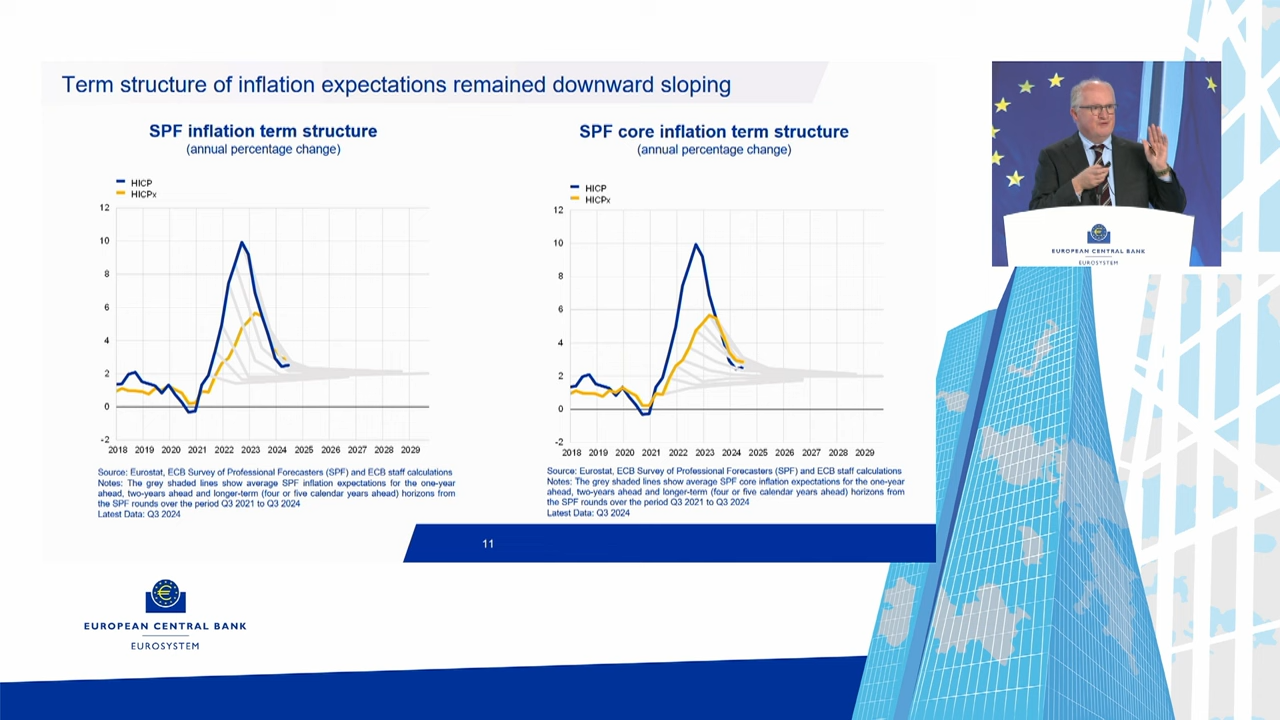 Term structure of inflation expectations remained downward sloping
SPF inflation term structure
(annual percentage change)
HICP
HICPx
12
10
8
6
4
2
0
-2
2018 2019 2020 2021 2022 2023 2024 2025 2026 2027 2028 2029
Source: Eurostat, ECB Survey of Professional Forecasters (SPF) and ECB staff calculations
Notes: The grey shaded lines show average SPF inflation expectations for the one-year
ahead, two-years ahead and longer-term (four or five calendar years ahead) horizons from
the SPF rounds over the period Q3 2021 to Q3 2024
Latest Data: Q3 2024
SPF core inflation term structure
(annual percentage change)
HICP
HICPx
12
10
8
6
4
2
0
-2
2018 2019 2020 2021 2022 2023 2024 2025 2026 2027 2028 2029
Source: Eurostat, ECB Survey of Professional Forecasters (SPF) and ECB staff calculations
Notes: The grey shaded lines show average SPF core inflation expectations for the one-year
ahead, two-years ahead and longer-term (four or five calendar years ahead) horizons from
the SPF rounds over the period Q3 2021 to Q3 2024
Latest Data: Q3 2024
11
EUROPEAN CENTRAL BANK
EUROSYSTEM
EUROPEAN CENTRAL BANK
EUROSYSTEM